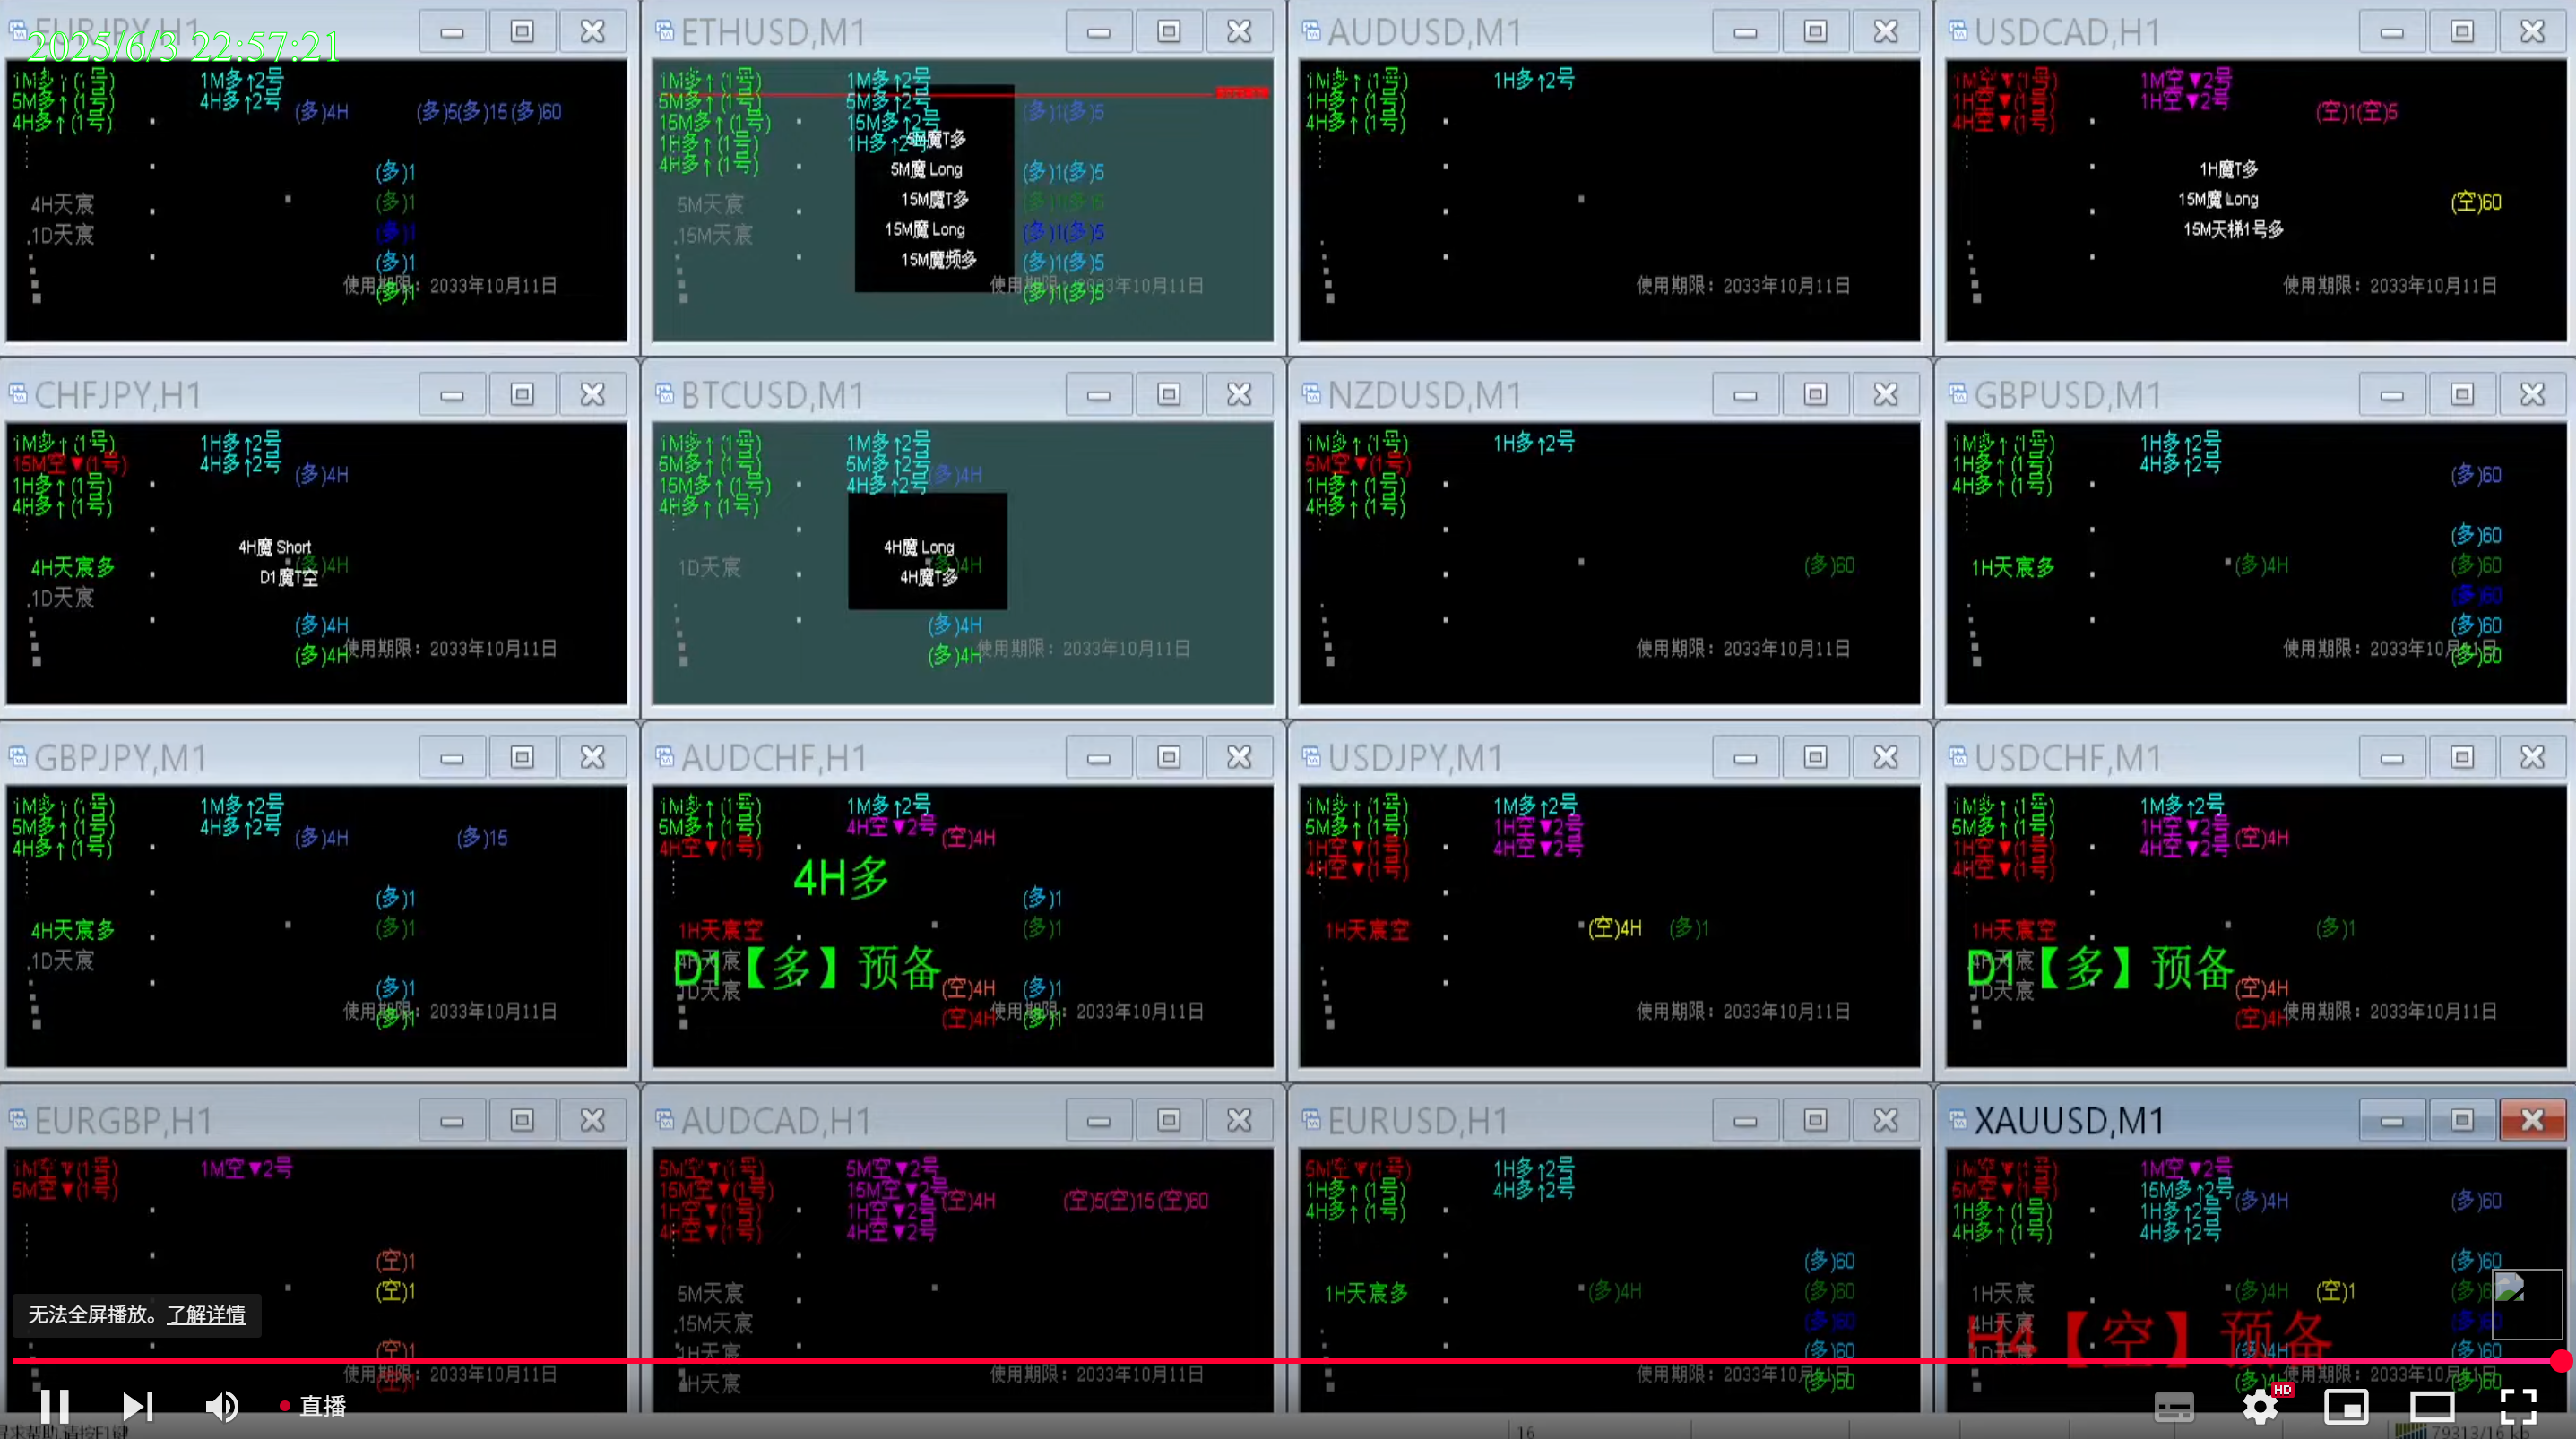 EURJPY,H1
2025/6/3 22:57:21
1M多↑(1号)
5M多↑(1号)
4H多↑(1号)
1M多↑2号
4H多↑2号
(多)4H
(多)5(多)15(多)60
(多)1
(多)1
(多)1
(多)1
(多)1
4H天宸
.1D天宸
使用期限：2033年10月11日
ETHUSD,M1
1M多↑(1号)
5M多↑(1号)
15M多↑(1号)
1H多↑(1号)
4H多↑(1号)
1M多↑2号
5M多↑2号
15M多↑2号
1H多↑2号
(多)1(多)5
5M魔T多
5M魔 Long
15M魔T多
15M魔 Long
15M魔频多
(多)1(多)5
(多)1(多)5
(多)1(多)5
(多)1(多)5
(多)1(多)5
5M天宸
.15M天宸
使用期限：2033年10月11日
AUDUSD,M1
1M多↑(1号)
1H多↑(1号)
4H多↑(1号)
1H多↑2号
使用期限：2033年10月11日
USDCAD,H1
1M空▼(1号)
1H空▼(1号)
4H空▼(1号)
1M空▼2号
1H空▼2号
(空)1(空)5
1H魔T多
15M魔 Long
15M天梯1号多
(空)60
使用期限：2033年10月11日
CHFJPY,H1
1M多↑(1号)
15M空▼(1号)
1H多↑(1号)
4H多↑(1号)
1H多↑2号
4H多↑2号
(多)4H
4H魔 Short
D1魔T空
(多)4H
4H天宸多
.1D天宸
(多)4H
(多)4H
使用期限：2033年10月11日
BTCUSD,M1
1M多↑(1号)
5M多↑(1号)
15M多↑(1号)
4H多↑(1号)
1M多↑2号
5M多↑2号
4H多↑2号
(多)4H
4H魔 Long
4H魔T多
(多)4H
1D天宸
(多)4H
(多)4H
使用期限：2033年10月11日
NZDUSD,M1
1M多↑(1号)
5M空▼(1号)
1H多↑(1号)
4H多↑(1号)
1H多↑2号
(多)60
使用期限：2033年10月11日
GBPUSD,M1
1M多↑(1号)
1H多↑(1号)
4H多↑(1号)
1H多↑2号
4H多↑2号
(多)60
(多)60
1H天宸多
(多)4H
(多)60
(多)60
(多)60
(多)60
使用期限：2033年10月11日
GBPJPY,M1
1M多↑(1号)
5M多↑(1号)
4H多↑(1号)
1M多↑2号
4H多↑2号
(多)4H
(多)15
(多)1
4H天宸多
(多)1
.1D天宸
(多)1
(多)1
使用期限：2033年10月11日
AUDCHF,H1
1M多↑(1号)
5M多↑(1号)
4H空▼(1号)
1M多↑2号
4H空▼2号
(空)4H
4H多
(多)1
1H天宸空
(多)1
D1【多】预备
4H天宸
1D天宸
(空)4H
(多)1
(空)4H
(多)1
使用期限：2033年10月11日
USDJPY,M1
1M多↑(1号)
5M多↑(1号)
1H空▼(1号)
4H空▼(1号)
1M多↑2号
1H空▼2号
4H空▼2号
1H天宸空
(空)4H
(多)1
使用期限：2033年10月11日
USDCHF,M1
1M多↑(1号)
5M多↑(1号)
1H空▼(1号)
4H空▼(1号)
1M多↑2号
1H空▼2号
4H空▼2号
(空)4H
1H天宸空
(多)1
D1【多】预备
4H天宸
1D天宸
(空)4H
(空)4H
使用期限：2033年10月11日
EURGBP,H1
1M空▼(1号)
5M空▼(1号)
1M空▼2号
(空)1
(空)1
(空)1
使用期限：2033年10月11日
AUDCAD,H1
5M空▼(1号)
15M空▼(1号)
1H空▼(1号)
4H空▼(1号)
5M空▼2号
15M空▼2号
1H空▼2号
4H空▼2号
(空)4H
(空)5(空)15(空)60
5M天宸
.15M天宸
1H天宸
4H天宸
使用期限：2033年10月11日
EURUSD,H1
5M空▼(1号)
1H多↑(1号)
4H多↑(1号)
1H多↑2号
4H多↑2号
(多)60
1H天宸多
(多)4H
(多)60
(多)60
(多)60
(多)60
使用期限：2033年10月11日
XAUUSD,M1
1M空▼(1号)
5M空▼(1号)
1H多↑(1号)
4H多↑(1号)
1M空▼2号
15M多↑2号
1H多↑2号
4H多↑2号
(多)4H
(多)60
(多)60
1H天宸
(多)4H
(空)1
4H天宸
H4【空】预备
1D天宸
(多)4H
(多)60
(多)60
使用期限：2033年10月11日
无法全屏播放。了解详情
直播
HD
寻求帮助,请按F1键
16
79313/16 kb